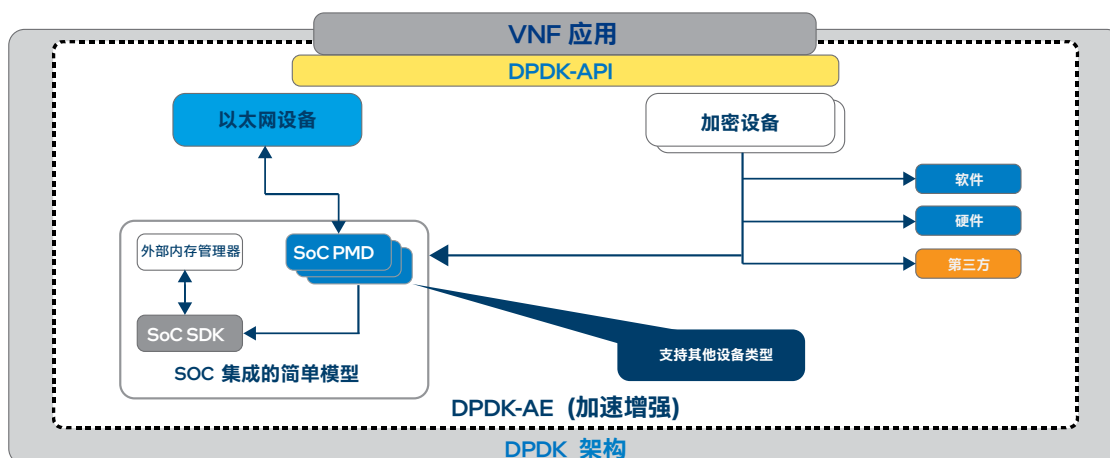 VNF 应用
DPDK-API
以太网设备
加密设备
软件
硬件
第三方
外部内存管理器
SoC PMD
SoC SDK
支持其他设备类型
SOC 集成的简单模型
DPDK-AE (加速增强)
DPDK 架构